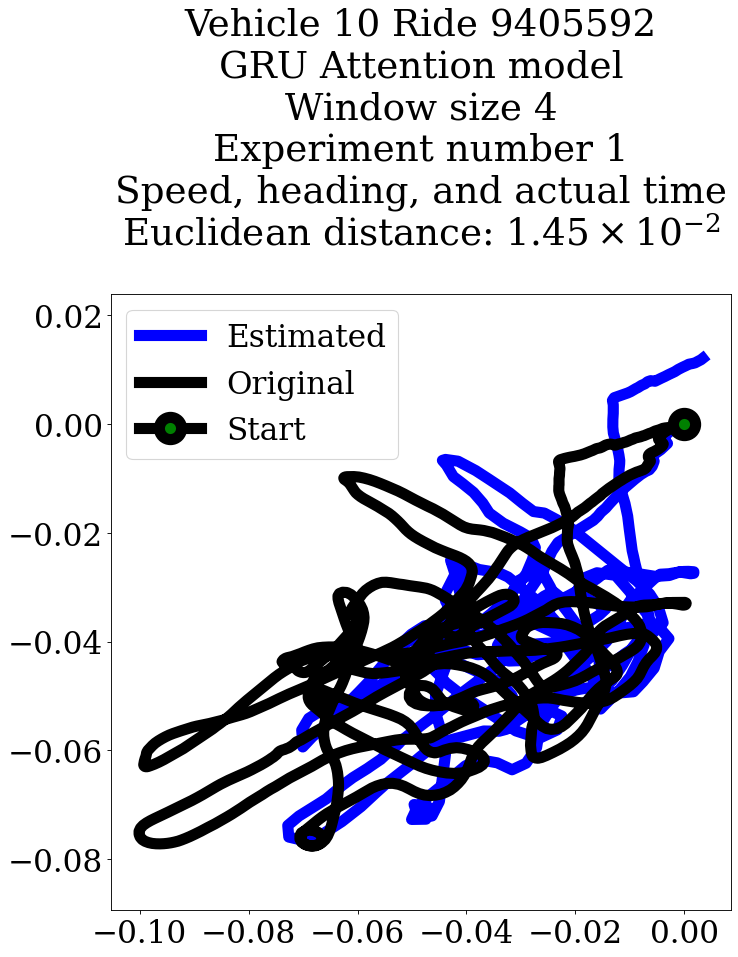 Vehicle 10 Ride 9405592
GRU Attention model
Window size 4
Experiment number 1
Speed, heading, and actual time
Euclidean distance: 1.45 × 10⁻²
Estimated
Original
Start
0.02
0.00
−0.02
−0.04
−0.06
−0.08
−0.10 −0.08 −0.06 −0.04 −0.02 0.00